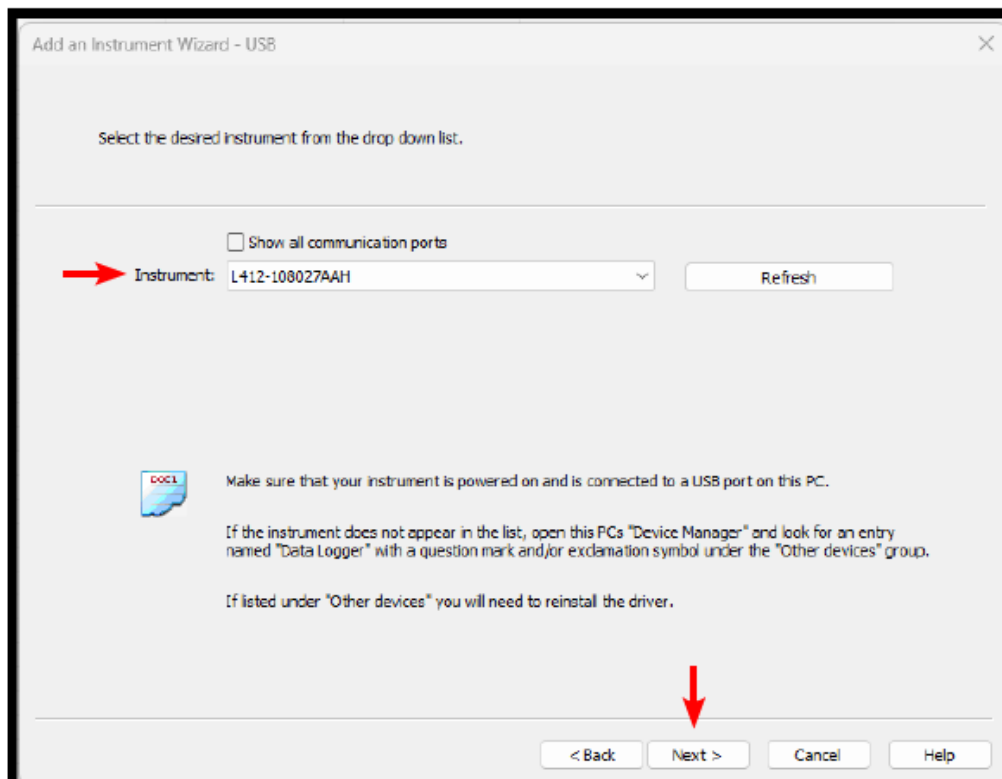 Add an Instrument Wizard - USB
Select the desired instrument from the drop down list.
Show all communication ports
Instrument: L412-108027AAH Refresh
DOC1
Make sure that your instrument is powered on and is connected to a USB port on this PC.
If the instrument does not appear in the list, open this PCs "Device Manager" and look for an entry
named "Data Logger" with a question mark and/or exclamation symbol under the "Other devices" group.
If listed under "Other devices" you will need to reinstall the driver.
< Back Next > Cancel Help